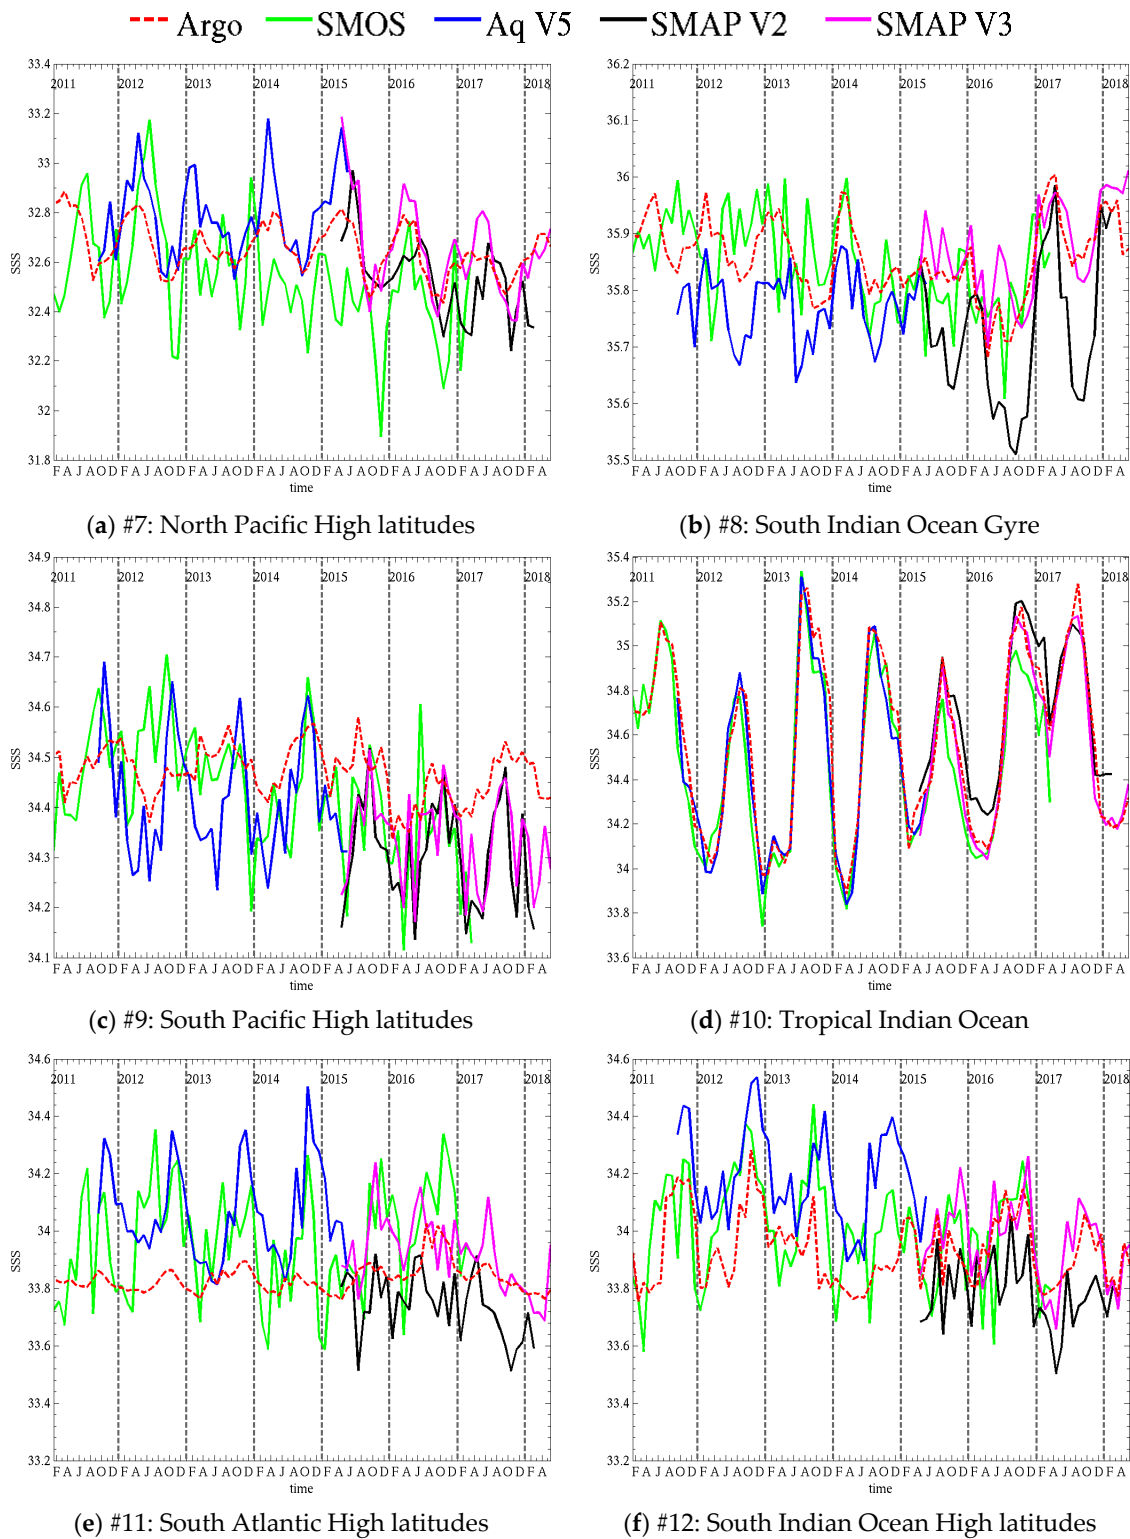 Argo SMOS Aq V5 SMAP V2 SMAP V3
33.4
33.2
33
32.8
32.6
32.4
32.2
32
31.8
SSS
2011 2012 2013 2014 2015 2016 2017 2018
F A J A O D F A J A O D F A J A O D F A J A O D F A J A O D F A J A O D F A J A O D F A
time
(a) #7: North Pacific High latitudes
36.2
36.1
36
35.9
35.8
35.7
35.6
35.5
SSS
2011 2012 2013 2014 2015 2016 2017 2018
F A J A O D F A J A O D F A J A O D F A J A O D F A J A O D F A J A O D F A J A O D F A
time
(b) #8: South Indian Ocean Gyre
34.9
34.8
34.7
34.6
34.5
34.4
34.3
34.2
34.1
SSS
2011 2012 2013 2014 2015 2016 2017 2018
F A J A O D F A J A O D F A J A O D F A J A O D F A J A O D F A J A O D F A J A O D F A
time
(c) #9: South Pacific High latitudes
35.4
35.2
35
34.8
34.6
34.4
34.2
34
33.8
33.6
SSS
2011 2012 2013 2014 2015 2016 2017 2018
F A J A O D F A J A O D F A J A O D F A J A O D F A J A O D F A J A O D F A J A O D F A
time
(d) #10: Tropical Indian Ocean
34.6
34.4
34.2
34
33.8
33.6
33.4
33.2
SSS
2011 2012 2013 2014 2015 2016 2017 2018
F A J A O D F A J A O D F A J A O D F A J A O D F A J A O D F A J A O D F A J A O D F A
time
(e) #11: South Atlantic High latitudes
34.6
34.4
34.2
34
33.8
33.6
33.4
33.2
SSS
2011 2012 2013 2014 2015 2016 2017 2018
F A J A O D F A J A O D F A J A O D F A J A O D F A J A O D F A J A O D F A J A O D F A
time
(f) #12: South Indian Ocean High latitudes